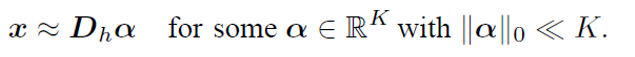 x ≈ D_h α for some α ∈ ℝ^K with ‖α‖₀ ≪ K.